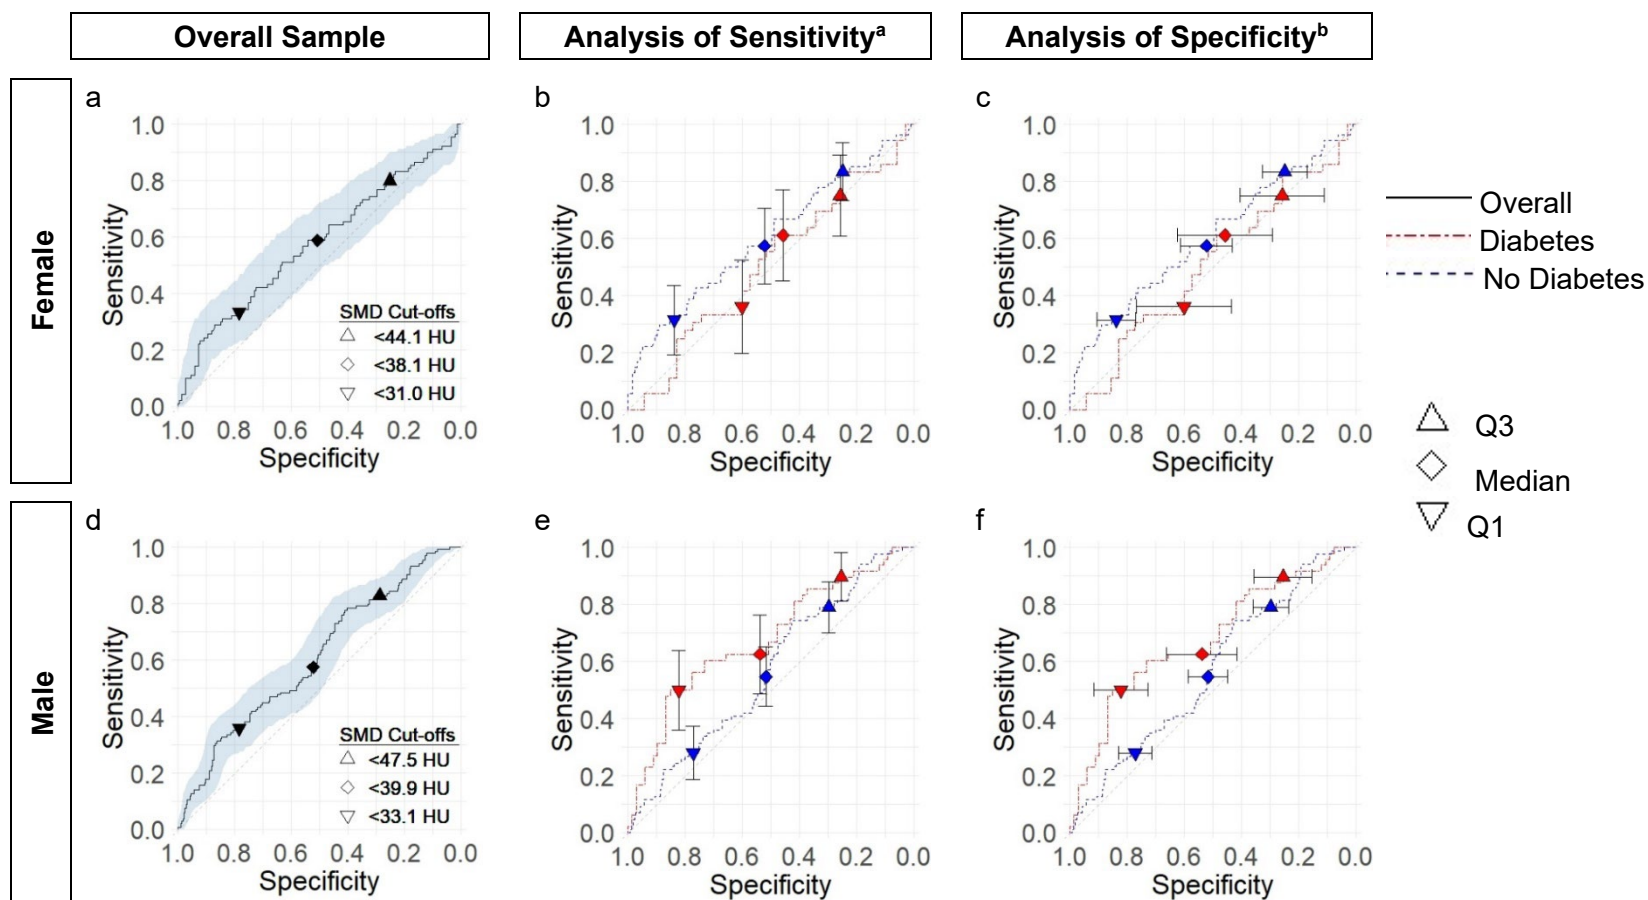 Overall Sample
Analysis of Sensitivityᵃ
Analysis of Specificityᵇ
Female
a
1.0
0.8
0.6
0.4
0.2
0.0
Sensitivity
SMD Cut-offs
<44.1 HU
<38.1 HU
<31.0 HU
1.0 0.8 0.6 0.4 0.2 0.0
Specificity
b
1.0
0.8
0.6
0.4
0.2
0.0
Sensitivity
1.0 0.8 0.6 0.4 0.2 0.0
Specificity
c
1.0
0.8
0.6
0.4
0.2
0.0
Sensitivity
1.0 0.8 0.6 0.4 0.2 0.0
Specificity
Overall
Diabetes
No Diabetes
Q3
Median
Q1
Male
d
1.0
0.8
0.6
0.4
0.2
0.0
Sensitivity
SMD Cut-offs
<47.5 HU
<39.9 HU
<33.1 HU
1.0 0.8 0.6 0.4 0.2 0.0
Specificity
e
1.0
0.8
0.6
0.4
0.2
0.0
Sensitivity
1.0 0.8 0.6 0.4 0.2 0.0
Specificity
f
1.0
0.8
0.6
0.4
0.2
0.0
Sensitivity
1.0 0.8 0.6 0.4 0.2 0.0
Specificity